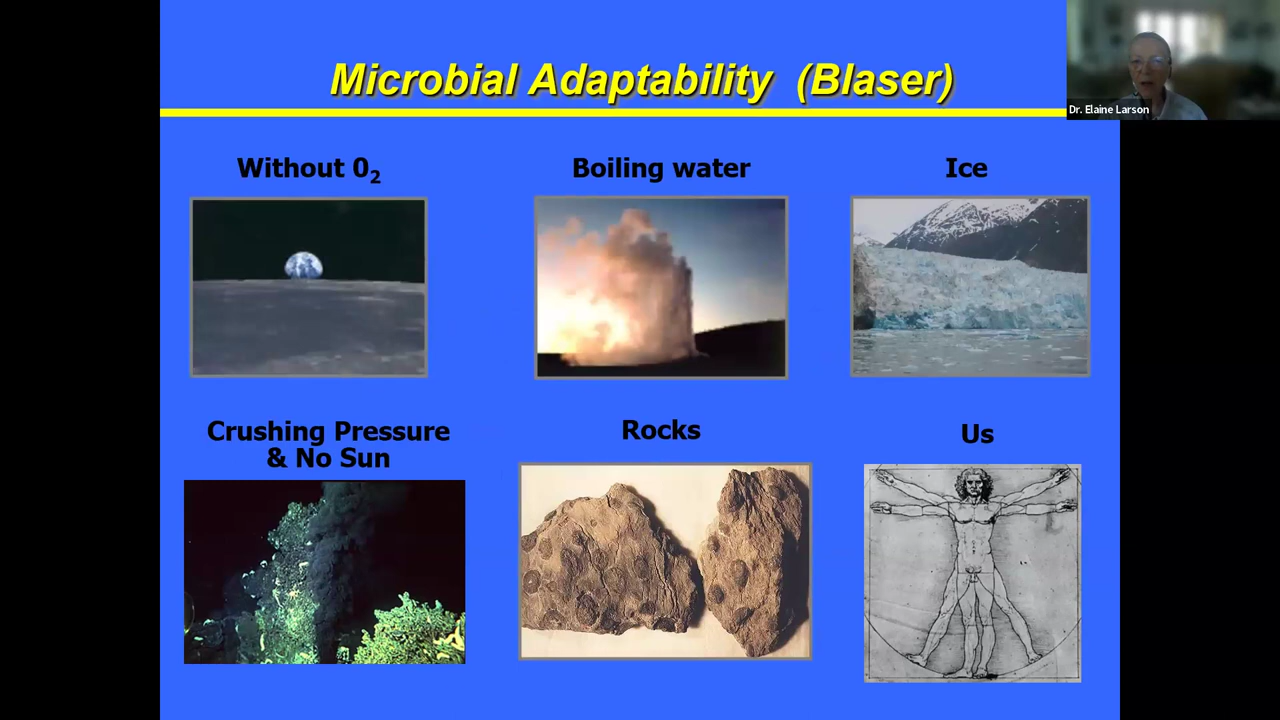 Microbial Adaptability (Blaser)
Dr. Elaine Larson
Without 0₂
Boiling water
Ice
Crushing Pressure
& No Sun
Rocks
Us